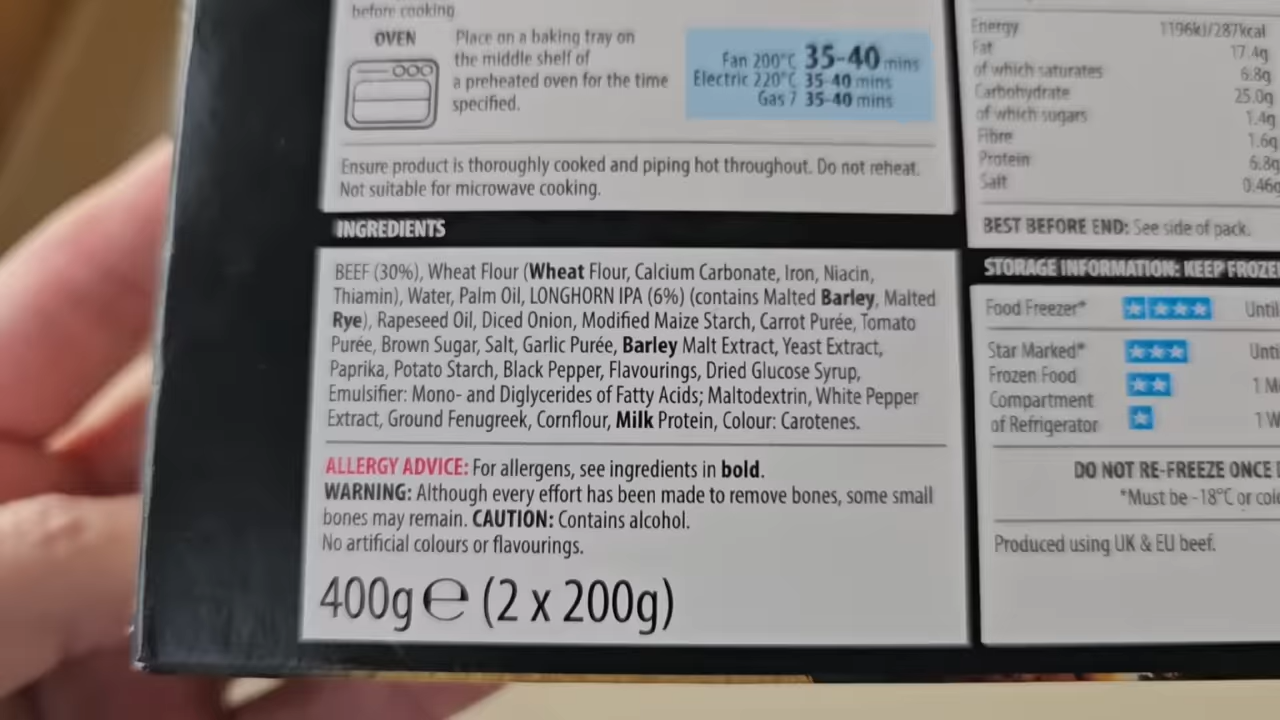 before cooking
OVEN
Place on a baking tray on
the middle shelf of
a preheated oven for the time
specified.
Fan 200°C 35-40 mins
Electric 220°C 35-40 mins
Gas 7 35-40 mins
Ensure product is thoroughly cooked and piping hot throughout. Do not reheat.
Not suitable for microwave cooking.
INGREDIENTS
BEEF (30%), Wheat Flour (Wheat Flour, Calcium Carbonate, Iron, Niacin,
Thiamin), Water, Palm Oil, LONGHORN IPA (6%) (contains Malted Barley, Malted
Rye), Rapeseed Oil, Diced Onion, Modified Maize Starch, Carrot Purée, Tomato
Purée, Brown Sugar, Salt, Garlic Purée, Barley Malt Extract, Yeast Extract,
Paprika, Potato Starch, Black Pepper, Flavourings, Dried Glucose Syrup,
Emulsifier: Mono- and Diglycerides of Fatty Acids; Maltodextrin, White Pepper
Extract, Ground Fenugreek, Cornflour, Milk Protein, Colour: Carotenes.
ALLERGY ADVICE: For allergens, see ingredients in bold.
WARNING: Although every effort has been made to remove bones, some small
bones may remain. CAUTION: Contains alcohol.
No artificial colours or flavourings.
400g e (2 x 200g)
Energy 1196kJ/287kcal
Fat 17.4g
of which saturates 6.8g
Carbohydrate 25.0g
of which sugars 1.4g
Fibre 1.6g
Protein 6.8g
Salt 0.46g
BEST BEFORE END: See side of pack.
STORAGE INFORMATION: KEEP FROZEN
Food Freezer* Until
Star Marked* Unti
Frozen Food 1 M
Compartment
of Refrigerator 1 W
DO NOT RE-FREEZE ONCE
*Must be -18°C or col
Produced using UK & EU beef.